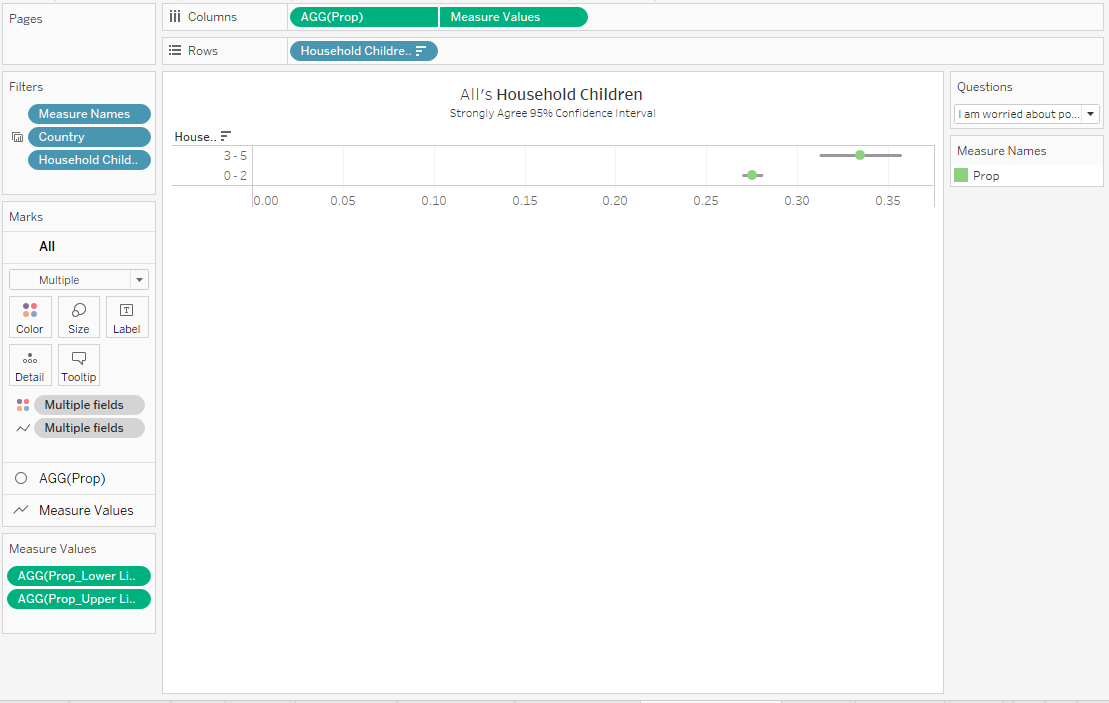 Pages
Columns
AGG(Prop)
Measure Values
Rows
Household Childre..
Filters
Measure Names
Country
Household Child..
Marks
All
Multiple
Color
Size
Label
Detail
Tooltip
Multiple fields
Multiple fields
AGG(Prop)
Measure Values
Measure Values
AGG(Prop_Lower Li..
AGG(Prop_Upper Li..
All's Household Children
Strongly Agree 95% Confidence Interval
House..
3 - 5
0 - 2
0.00 0.05 0.10 0.15 0.20 0.25 0.30 0.35
Questions
I am worried about po...
Measure Names
Prop